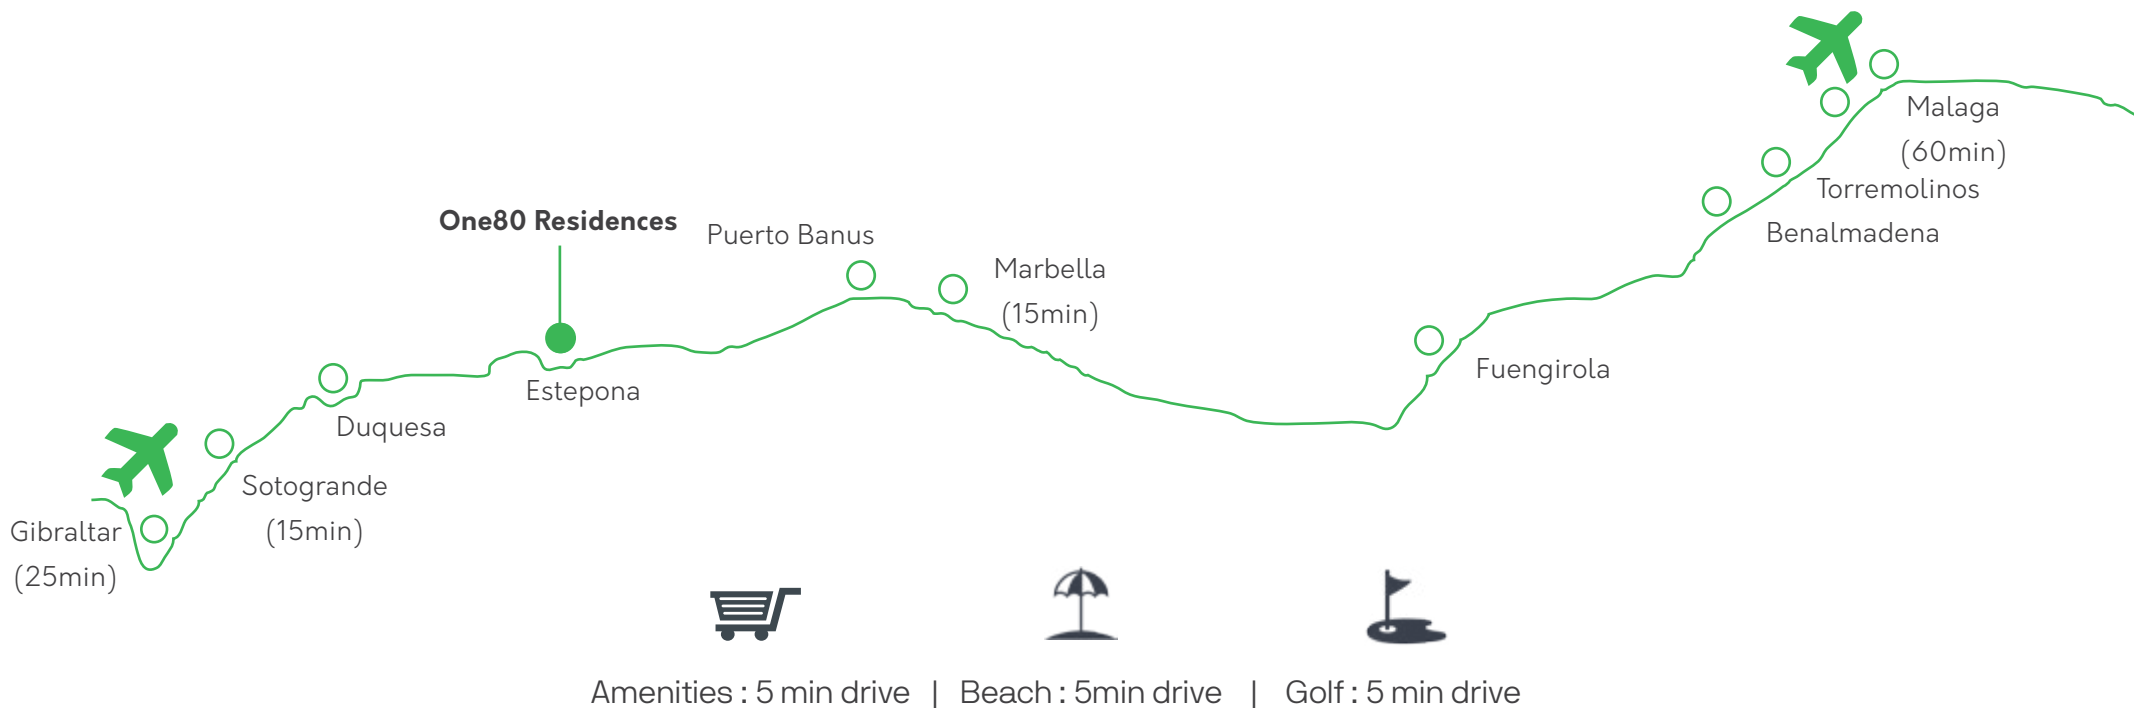 Malaga
(60min)
Torremolinos
Benalmadena
One80 Residences
Puerto Banus
Marbella
(15min)
Fuengirola
Estepona
Duquesa
Sotogrande
(15min)
Gibraltar
(25min)
Amenities : 5 min drive | Beach : 5min drive | Golf : 5 min drive